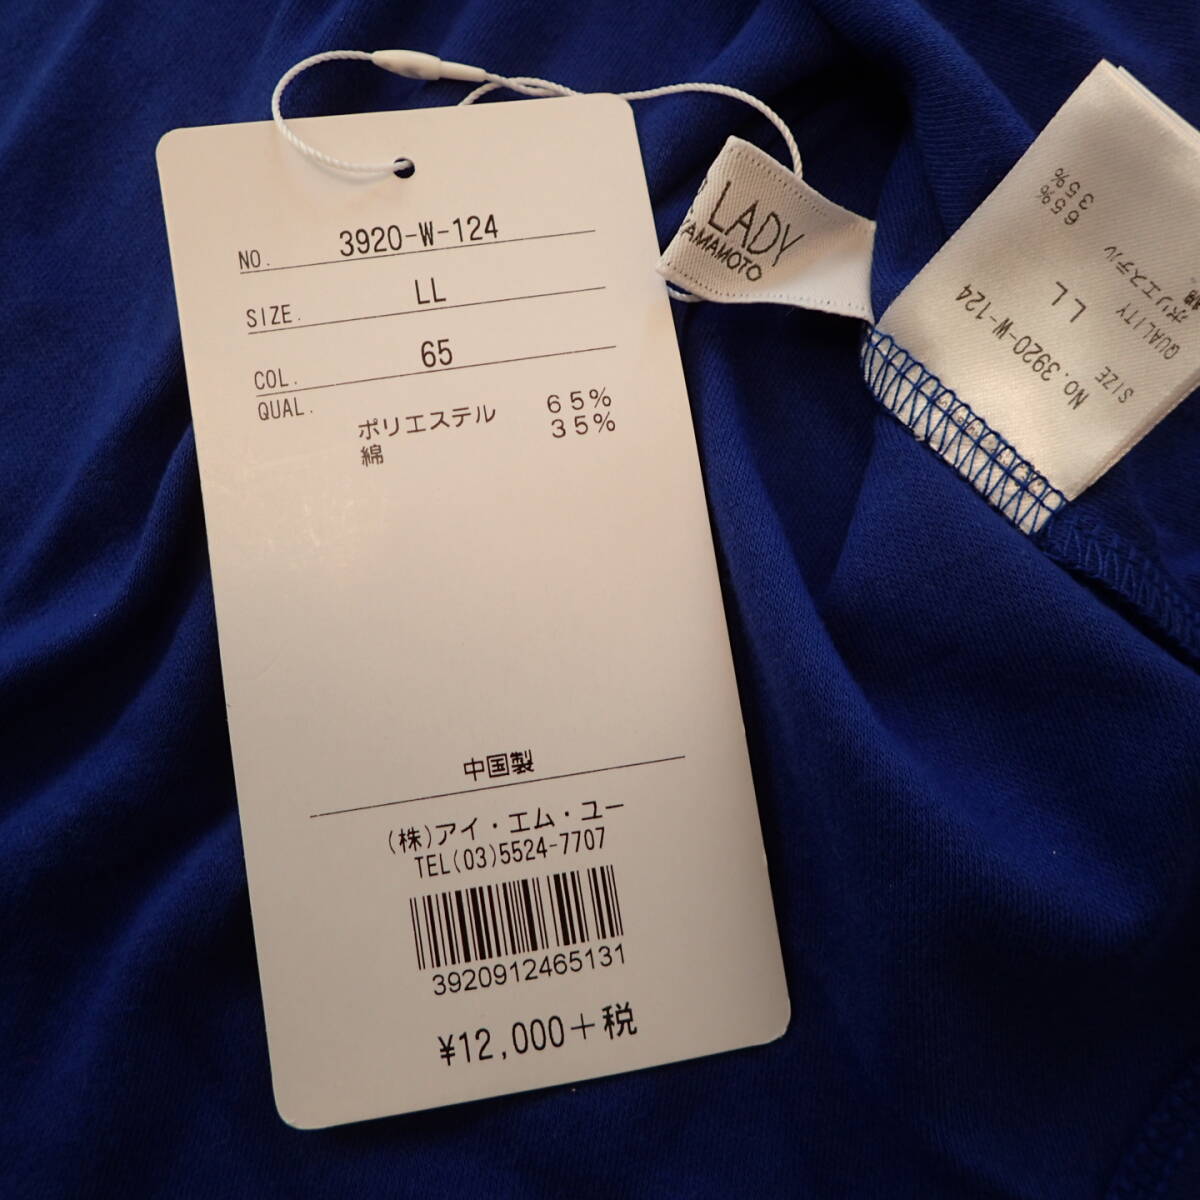 NO. 3920-W-124
SIZE. LL
COL. 65
QUAL.
ポリエステル 65%
綿 35%
中国製
(株)アイ・エム・ユー
TEL(03)5524-7707
3920912465131
¥12,000+税
LADY
YAMAMOTO
No.3920-W-124
SIZE LL
QUALITY
ポリエステル 65%
綿 35%